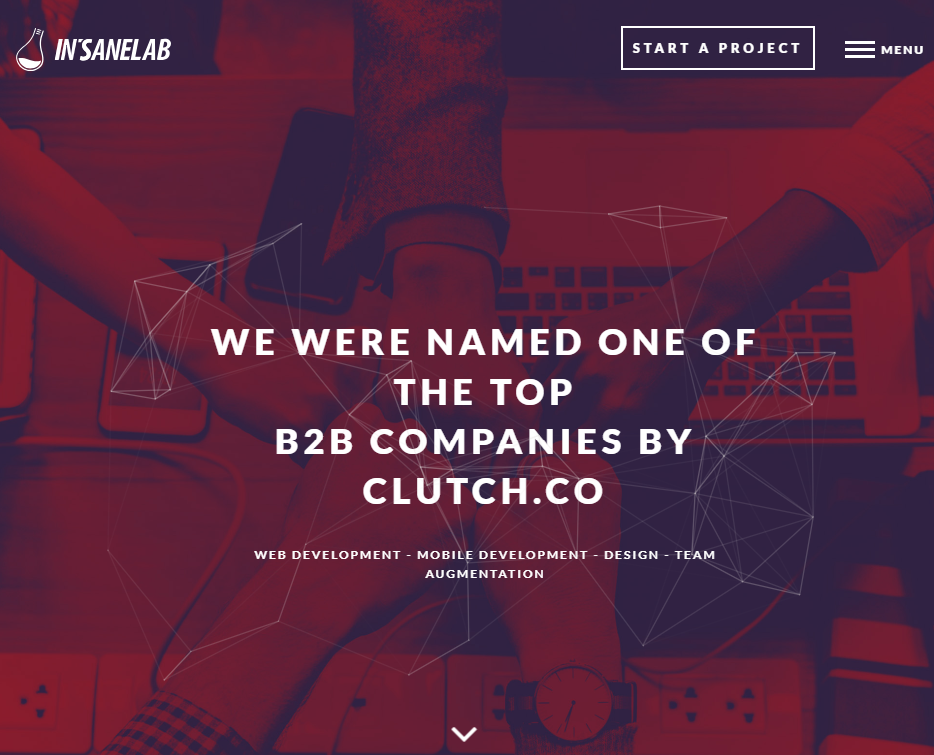 IN'SANELAB
START A PROJECT
MENU
WE WERE NAMED ONE OF
THE TOP
B2B COMPANIES BY
CLUTCH.CO
WEB DEVELOPMENT - MOBILE DEVELOPMENT - DESIGN - TEAM
AUGMENTATION